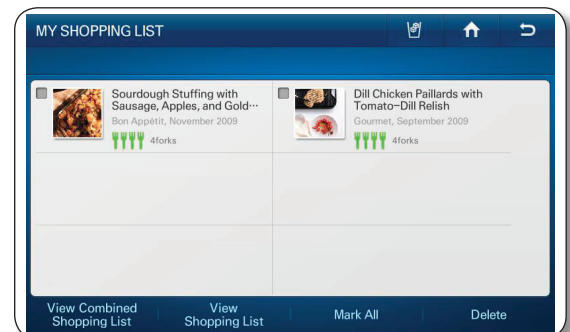 MY SHOPPING LIST
Sourdough Stuffing with
Sausage, Apples, and Gold···
Bon Appétit, November 2009
4forks
Dill Chicken Paillards with
Tomato-Dill Relish
Gourmet, September 2009
4forks
View Combined
Shopping List
View
Shopping List
Mark All
Delete